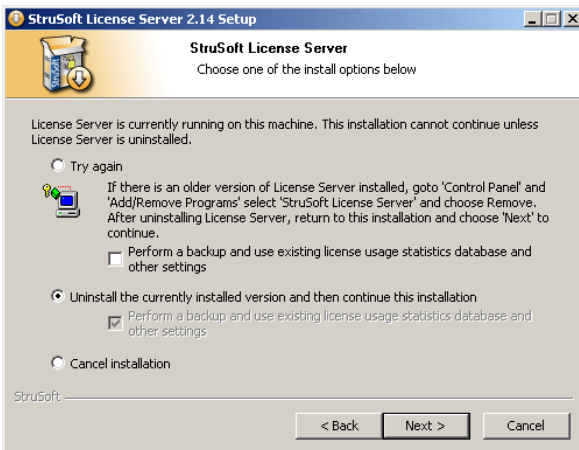 StruSoft License Server 2.14 Setup
StruSoft License Server
Choose one of the install options below
StruSoft
License Server is currently running on this machine. This installation cannot continue unless
License Server is uninstalled.
Try again
If there is an older version of License Server installed, goto 'Control Panel' and
'Add/Remove Programs' select 'StruSoft License Server' and choose Remove.
After uninstalling License Server, return to this installation and choose 'Next' to
continue.
Perform a backup and use existing license usage statistics database and
other settings
Uninstall the currently installed version and then continue this installation
Perform a backup and use existing license usage statistics database and
other settings
Cancel installation
StruSoft
< Back
Next >
Cancel